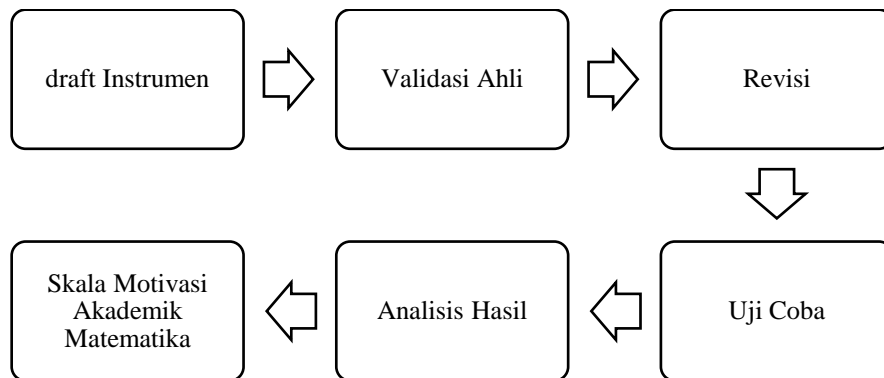 draft Instrumen
Validasi Ahli
Revisi
Uji Coba
Analisis Hasil
Skala Motivasi
Akademik
Matematika